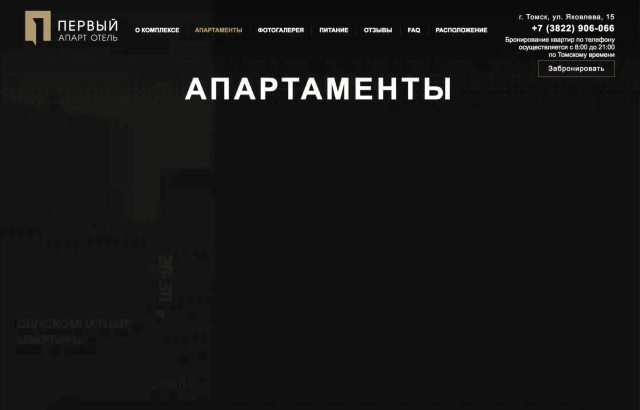 ПЕРВЫЙ
АПАРТ ОТЕЛЬ
О КОМПЛЕКСЕ АПАРТАМЕНТЫ ФОТОГАЛЕРЕЯ ПИТАНИЕ ОТЗЫВЫ FAQ РАСПОЛОЖЕНИЕ
г. Томск, ул. Яковлева, 15
+7 (3822) 906-066
Бронирование квартир по телефону
осуществляется с 8:00 до 21:00
по Томскому времени
Забронировать
АПАРТАМЕНТЫ